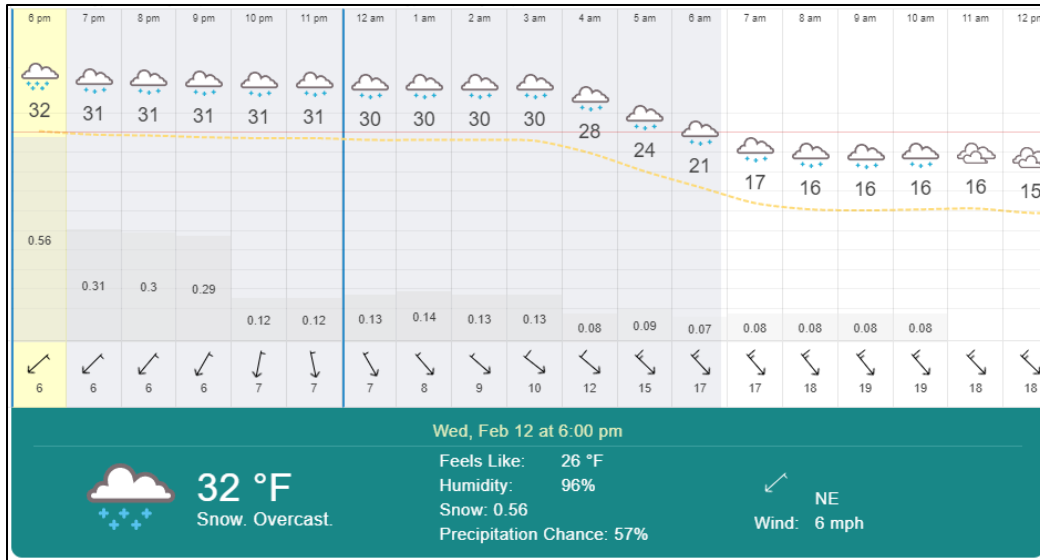 6 pm 7 pm 8 pm 9 pm 10 pm 11 pm 12 am 1 am 2 am 3 am 4 am 5 am 6 am 7 am 8 am 9 am 10 am 11 am 12 pm
32 31 31 31 31 31 30 30 30 30 28 24 21 17 16 16 16 16 15
0.56 0.31 0.3 0.29 0.12 0.12 0.13 0.14 0.13 0.13 0.08 0.09 0.07 0.08 0.08 0.08 0.08
6 6 6 6 7 7 7 8 9 10 12 15 17 17 18 19 19 18 18
Wed, Feb 12 at 6:00 pm
32 °F
Snow. Overcast.
Feels Like: 26 °F
Humidity: 96%
Snow: 0.56
Precipitation Chance: 57%
NE
Wind: 6 mph